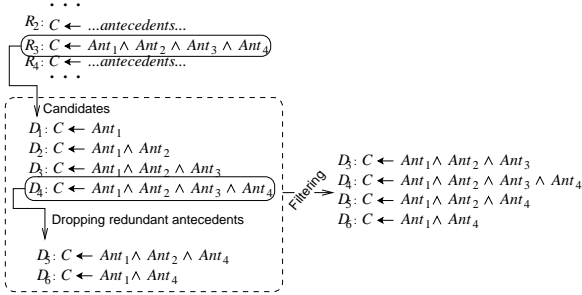 . . .
R2: C ← ...antecedents...
R3: C ← Ant1 ∧ Ant2 ∧ Ant3 ∧ Ant4
R4: C ← ...antecedents...
. . .
Candidates
D1: C ← Ant1
D2: C ← Ant1 ∧ Ant2
D3: C ← Ant1 ∧ Ant2 ∧ Ant3
D4: C ← Ant1 ∧ Ant2 ∧ Ant3 ∧ Ant4
Dropping redundant antecedents
D5: C ← Ant1 ∧ Ant2 ∧ Ant4
D6: C ← Ant1 ∧ Ant4
Filtering
D3: C ← Ant1 ∧ Ant2 ∧ Ant3
D4: C ← Ant1 ∧ Ant2 ∧ Ant3 ∧ Ant4
D5: C ← Ant1 ∧ Ant2 ∧ Ant4
D6: C ← Ant1 ∧ Ant4